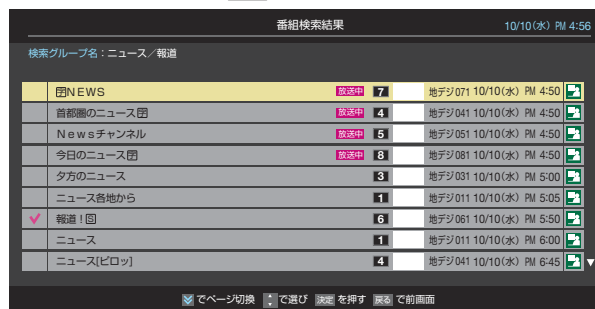 番組検索結果 10/10(水) PM 4:56
検索グループ名：ニュース／報道
字NEWS 放送中 7 地デジ071 10/10(水) PM 4:50
首都圏のニュース字 放送中 4 地デジ041 10/10(水) PM 4:50
Newsチャンネル 放送中 5 地デジ051 10/10(水) PM 4:50
今日のニュース字 放送中 8 地デジ081 10/10(水) PM 4:50
夕方のニュース 3 地デジ031 10/10(水) PM 5:00
ニュース各地から 1 地デジ011 10/10(水) PM 5:05
報道！S 6 地デジ061 10/10(水) PM 5:50
ニュース 1 地デジ011 10/10(水) PM 6:00
ニュース[ピロッ] 4 地デジ041 10/10(水) PM 6:45
でページ切換 で選び 決定 を押す 戻る で前画面